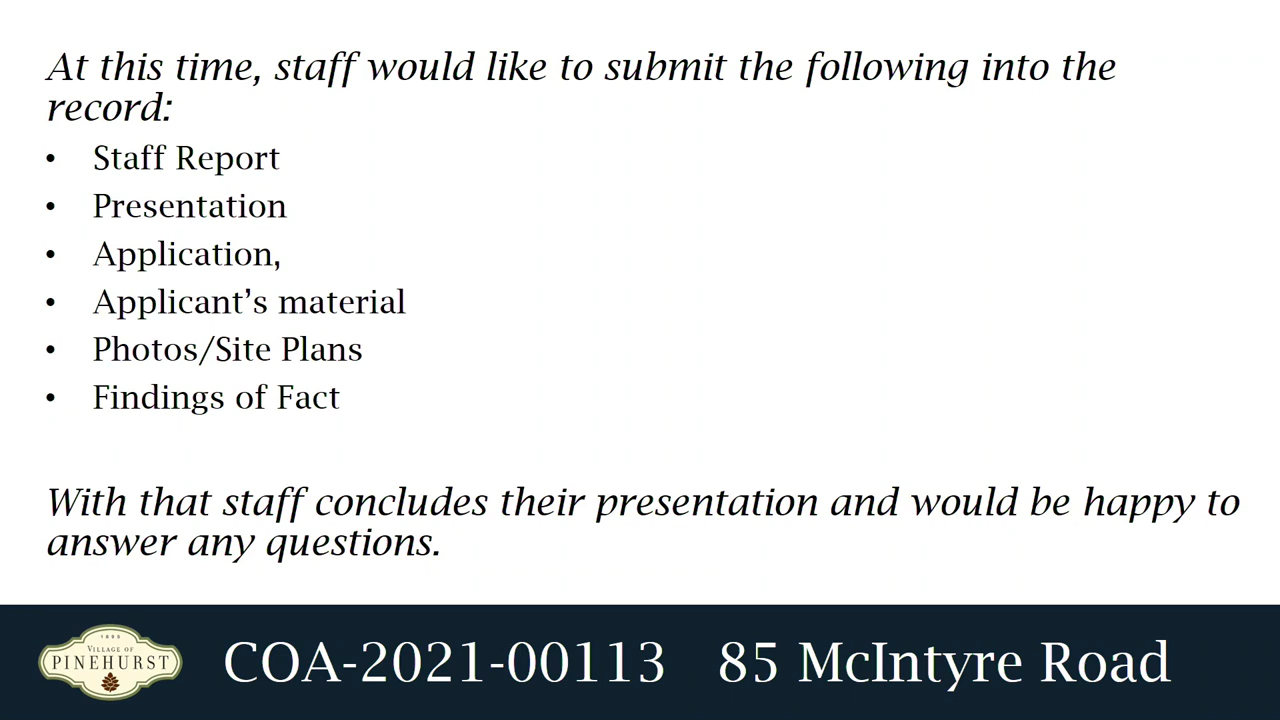 At this time, staff would like to submit the following into the
record:
• Staff Report
• Presentation
• Application,
• Applicant’s material
• Photos/Site Plans
• Findings of Fact
With that staff concludes their presentation and would be happy to
answer any questions.
1895
VILLAGE OF
PINEHURST
COA-2021-00113 85 McIntyre Road